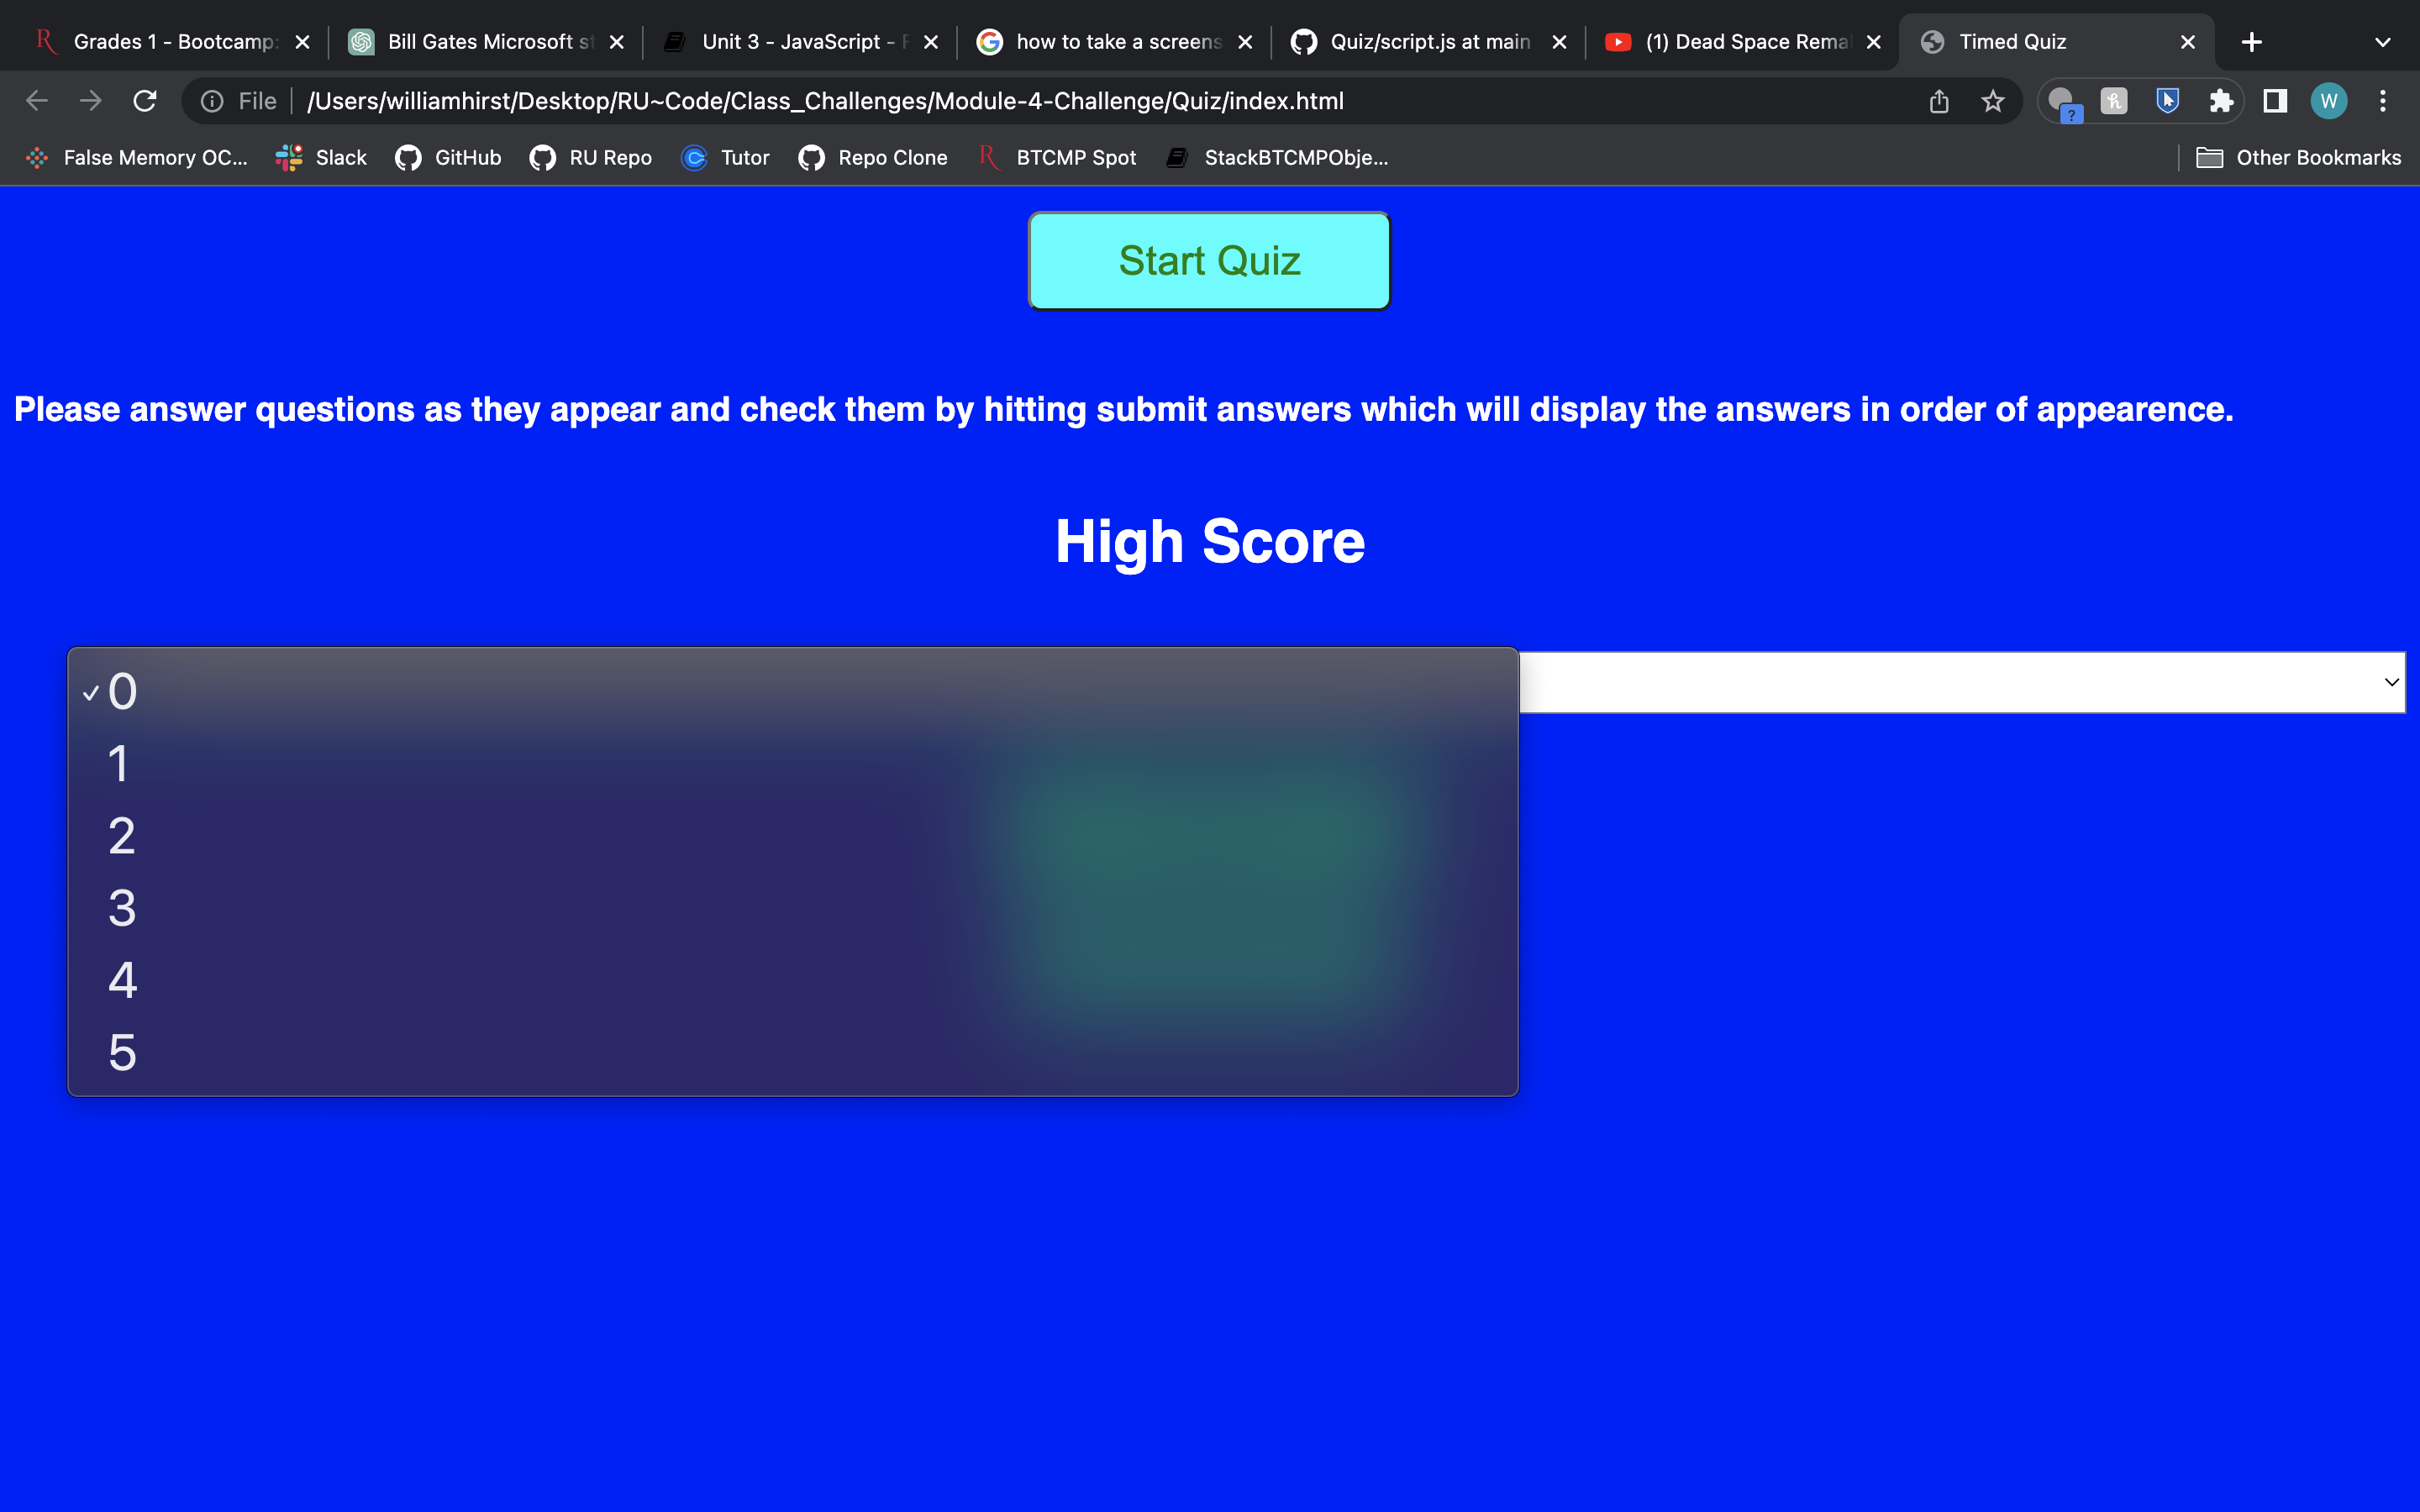 Grades 1 - Bootcamp:
Bill Gates Microsoft st
Unit 3 - JavaScript -
how to take a screens
Quiz/script.js at main
(1) Dead Space Rema
Timed Quiz
File
/Users/williamhirst/Desktop/RU~Code/Class_Challenges/Module-4-Challenge/Quiz/index.html
?
W
False Memory OC...
Slack
GitHub
RU Repo
Tutor
Repo Clone
BTCMP Spot
StackBTCMPObje...
Other Bookmarks
Start Quiz
Please answer questions as they appear and check them by hitting submit answers which will display the answers in order of appearence.
High Score
0
1
2
3
4
5